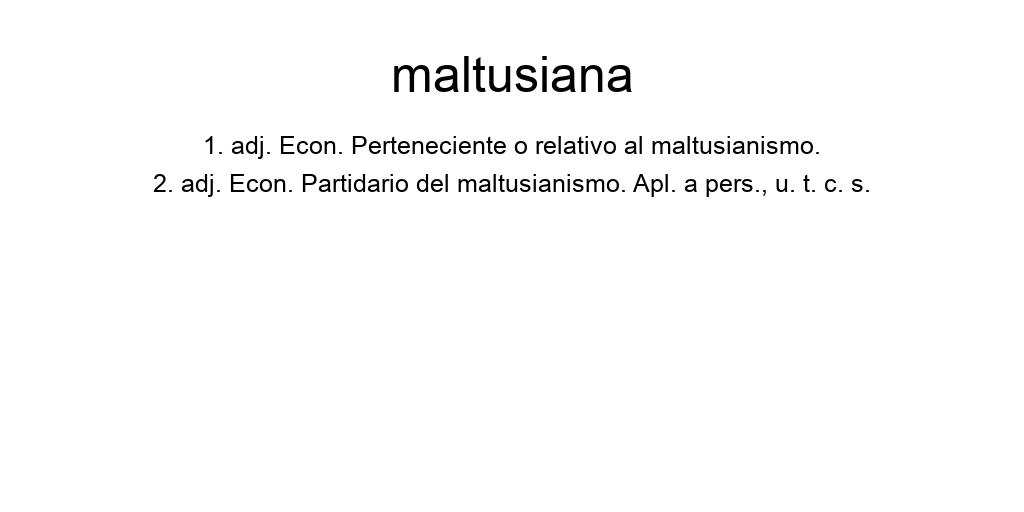 maltusiana
1. adj. Econ. Perteneciente o relativo al maltusianismo.
2. adj. Econ. Partidario del maltusianismo. Apl. a pers., u. t. c. s.